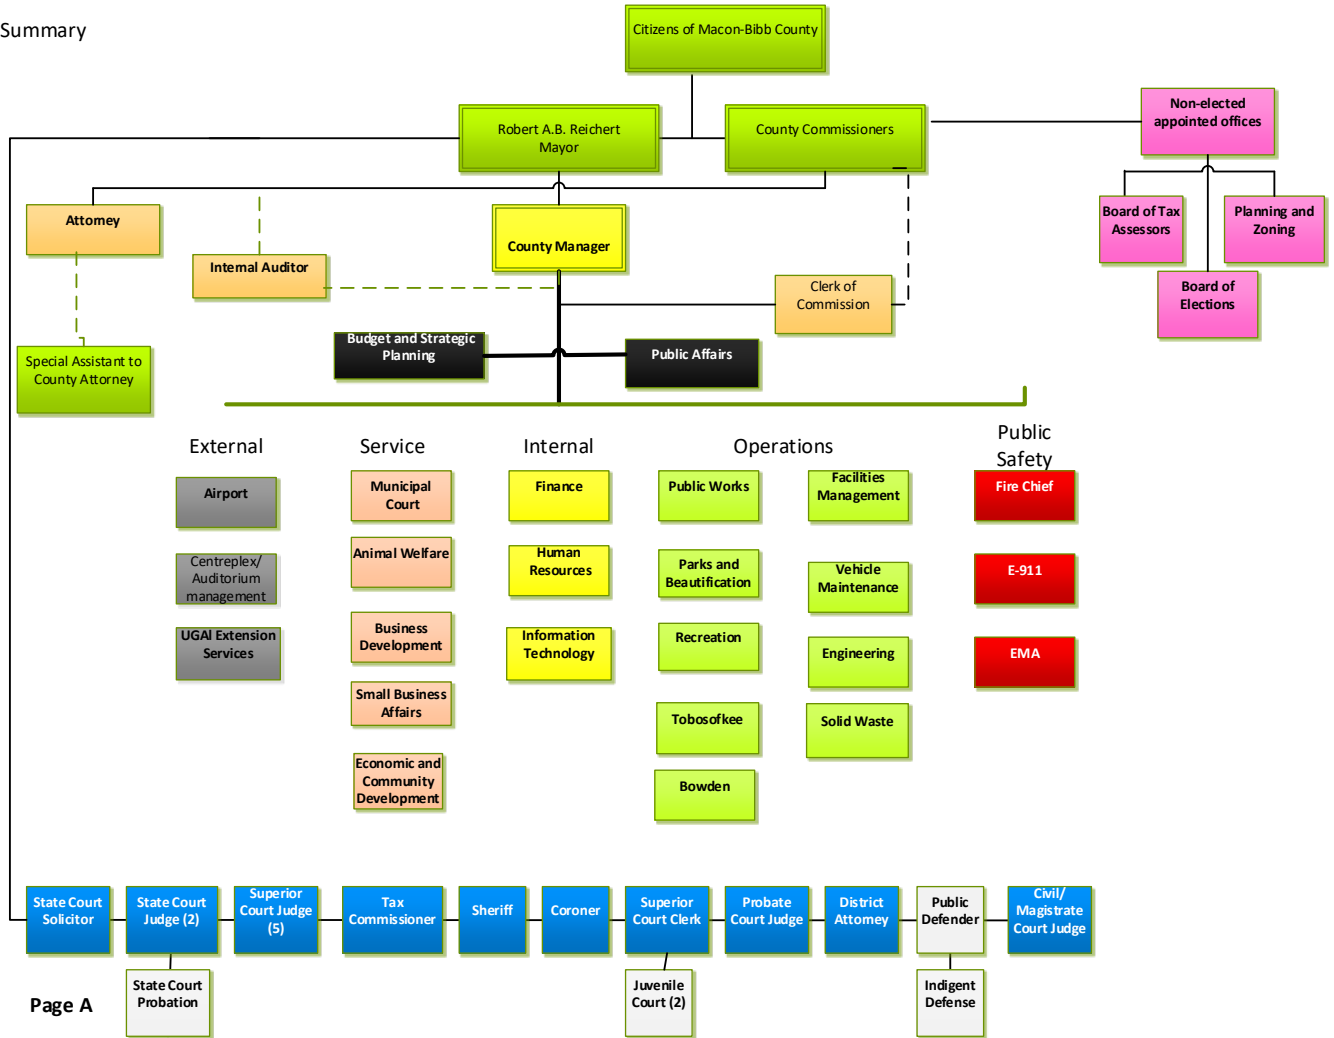 Summary
Citizens of Macon-Bibb County
Robert A.B. Reichert
Mayor
County Commissioners
Non-elected
appointed offices
Attorney
Internal Auditor
County Manager
Clerk of
Commission
Board of Tax
Assessors
Planning and
Zoning
Board of
Elections
Special Assistant to
County Attorney
Budget and Strategic
Planning
Public Affairs
External
Service
Internal
Operations
Public
Safety
Airport
Centreplex/
Auditorium
management
UGAl Extension
Services
Municipal
Court
Animal Welfare
Business
Development
Small Business
Affairs
Economic and
Community
Development
Finance
Human
Resources
Information
Technology
Public Works
Parks and
Beautification
Recreation
Tobosofkee
Bowden
Facilities
Management
Vehicle
Maintenance
Engineering
Solid Waste
Fire Chief
E-911
EMA
State Court
Solicitor
State Court
Judge (2)
Superior
Court Judge
(5)
Tax
Commissioner
Sheriff
Coroner
Superior
Court Clerk
Probate
Court Judge
District
Attorney
Public
Defender
Civil/
Magistrate
Court Judge
State Court
Probation
Juvenile
Court (2)
Indigent
Defense
Page A